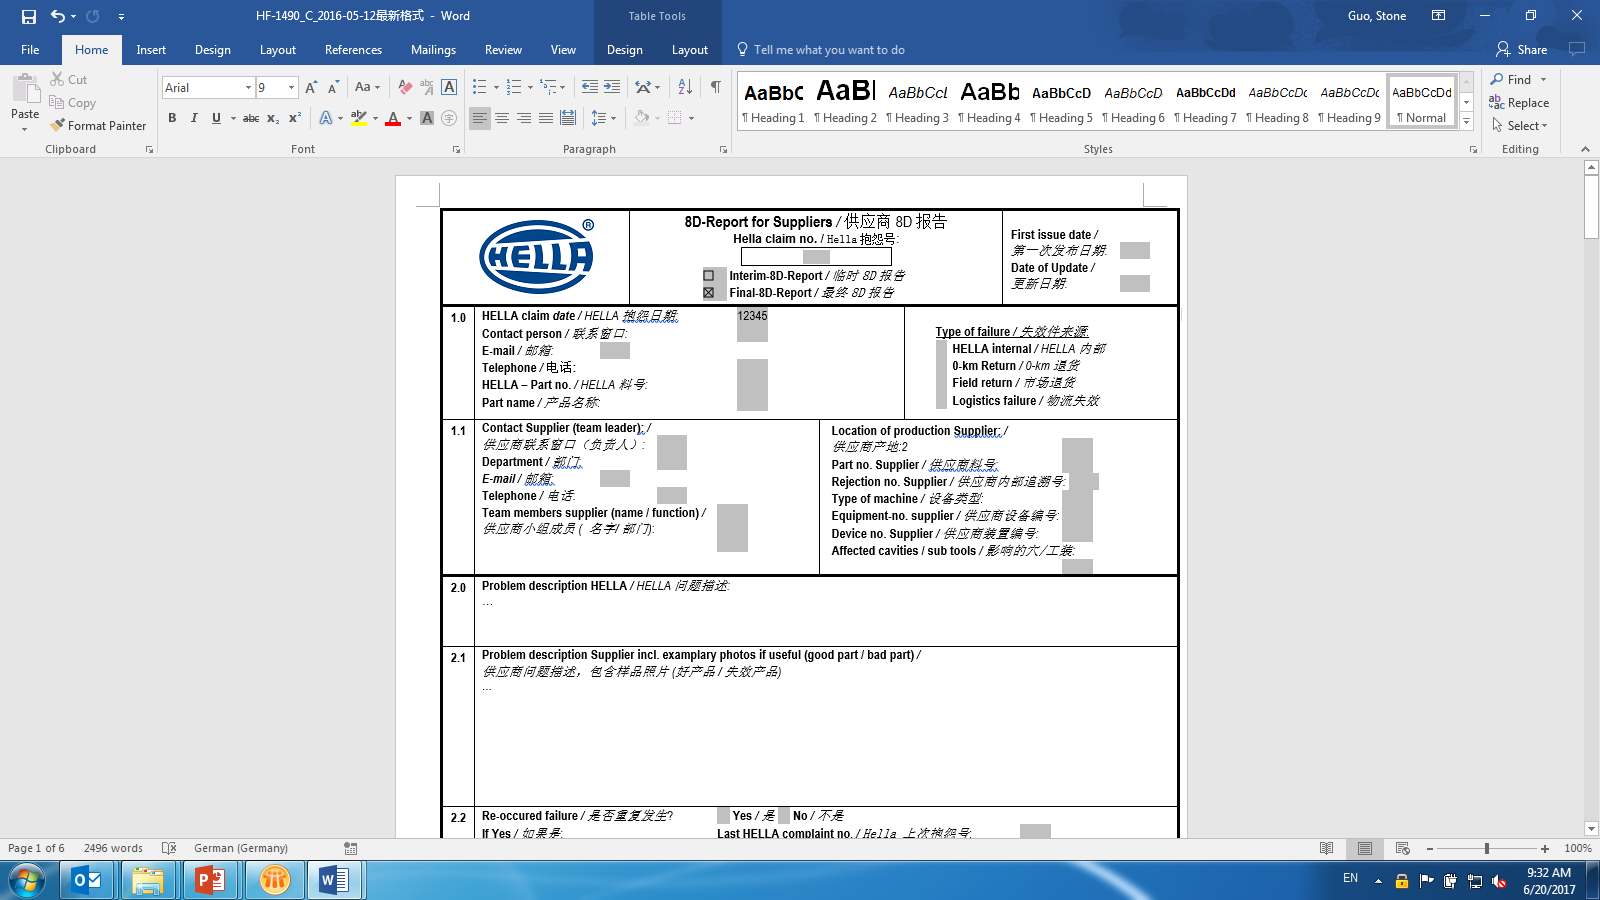 HF-1490_C_2016-05-12最新格式 - Word
Table Tools
Guo, Stone
File Home Insert Design Layout References Mailings Review View Design Layout Tell me what you want to do Share
Cut
Copy
Paste
Format Painter
Clipboard
Arial 9
Font
Paragraph
AaBbC AaBl AaBbCcL AaBb AaBbCcD AaBbCcD AaBbCcDd AaBbCcDc AaBbCcDc AaBbCcDd
¶ Heading 1 ¶ Heading 2 ¶ Heading 3 ¶ Heading 4 ¶ Heading 5 ¶ Heading 6 ¶ Heading 7 ¶ Heading 8 ¶ Heading 9 ¶ Normal
Styles
Find
Replace
Select
Editing
HELLA ®
8D-Report for Suppliers / 供应商 8D 报告
Hella claim no. / Hella 抱怨号:
Interim-8D-Report / 临时 8D 报告
Final-8D-Report / 最终 8D 报告
First issue date /
第一次发布日期:
Date of Update /
更新日期:
1.0
HELLA claim date / HELLA 抱怨日期: 12345
Contact person / 联系窗口:
E-mail / 邮箱:
Telephone / 电话:
HELLA – Part no. / HELLA 料号:
Part name / 产品名称:
Type of failure / 失效件来源:
HELLA internal / HELLA 内部
0-km Return / 0-km 退货
Field return / 市场退货
Logistics failure / 物流失效
1.1
Contact Supplier (team leader): /
供应商联系窗口（负责人）:
Department / 部门:
E-mail / 邮箱:
Telephone / 电话:
Team members supplier (name / function) /
供应商小组成员 ( 名字/ 部门):
Location of production Supplier: /
供应商产地:2
Part no. Supplier / 供应商料号:
Rejection no. Supplier / 供应商内部追溯号:
Type of machine / 设备类型:
Equipment-no. supplier / 供应商设备编号:
Device no. Supplier / 供应商装置编号:
Affected cavities / sub tools / 影响的穴/工装:
2.0
Problem description HELLA / HELLA 问题描述:
...
2.1
Problem description Supplier incl. examplary photos if useful (good part / bad part) /
供应商问题描述，包含样品照片 (好产品 / 失效产品)
...
2.2
Re-occured failure / 是否重复发生? Yes / 是 No / 不是
If Yes / 如果是: Last HELLA complaint no. / Hella 上次抱怨号:
Page 1 of 6 2496 words German (Germany) 100%
EN
9:32 AM
6/20/2017